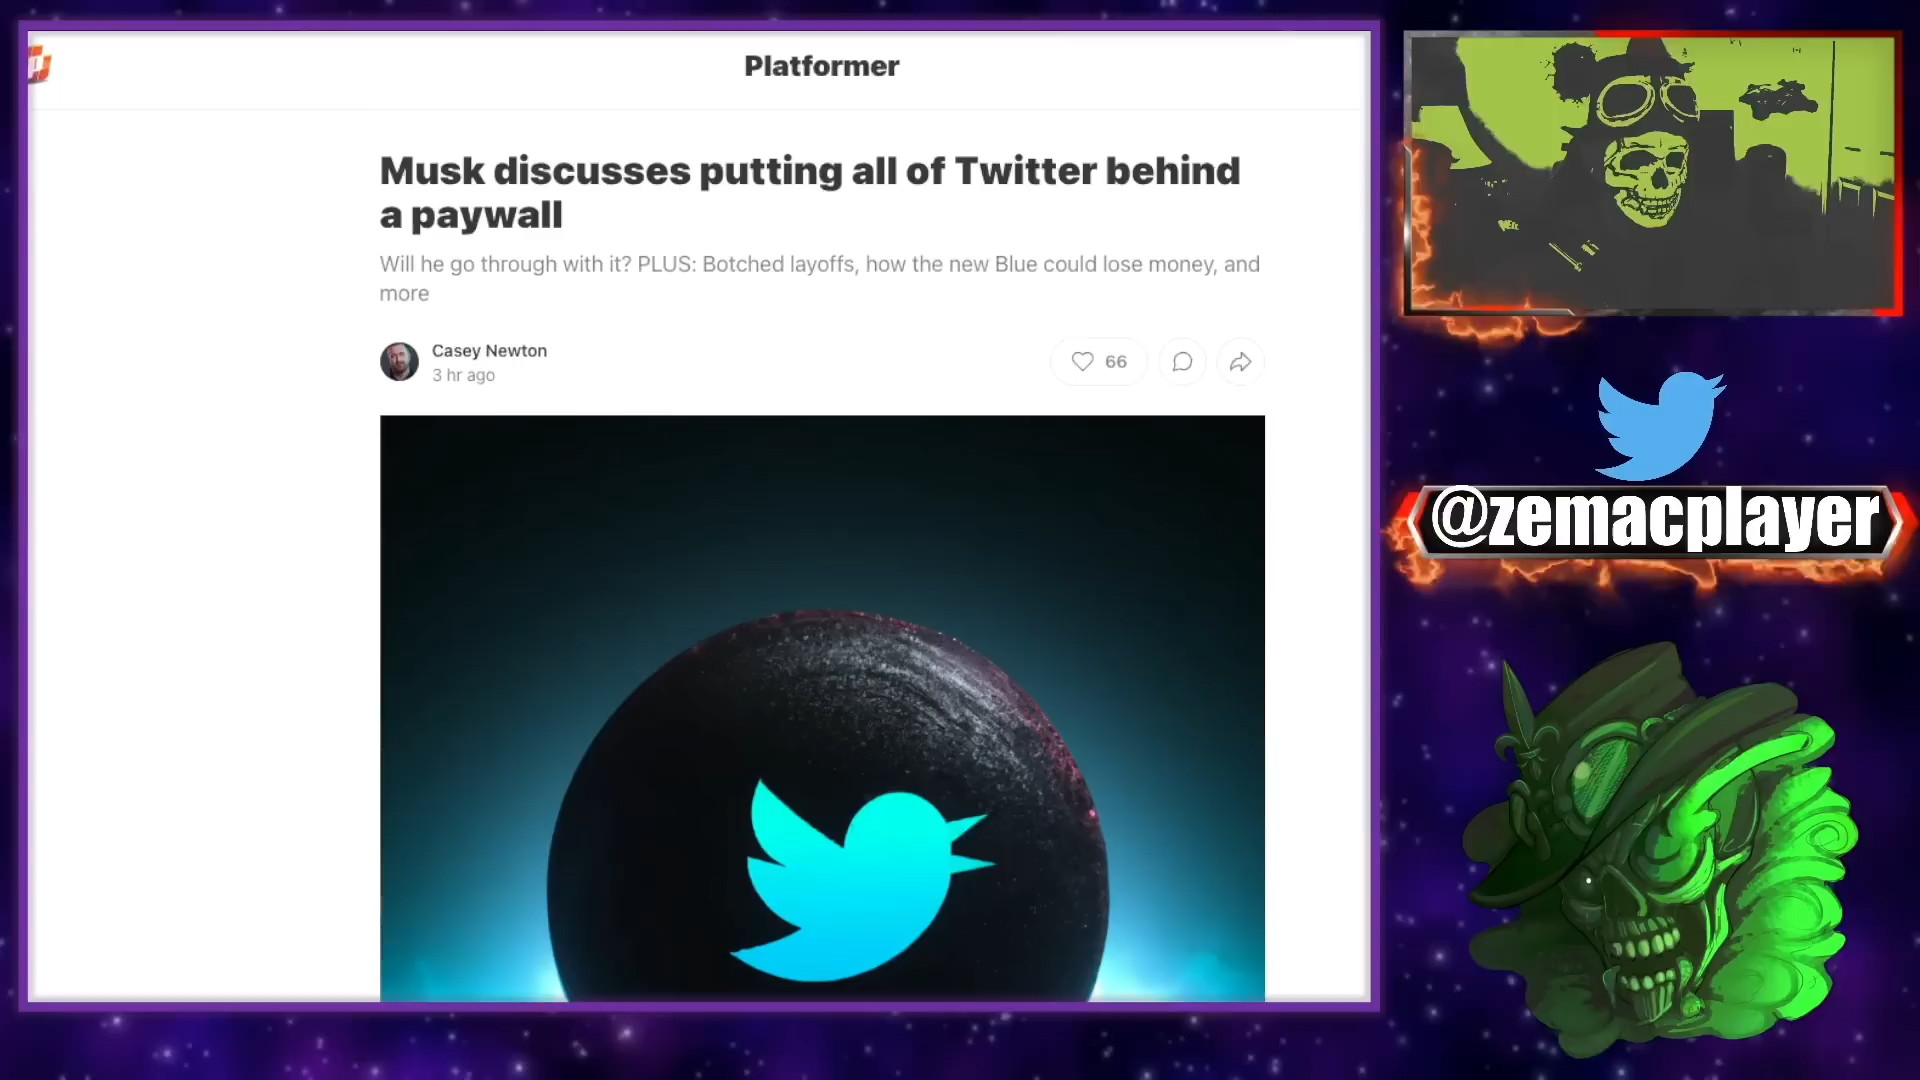 Platformer
Musk discusses putting all of Twitter behind
a paywall
Will he go through with it? PLUS: Botched layoffs, how the new Blue could lose money, and
more
Casey Newton
3 hr ago
66
@zemacplayer